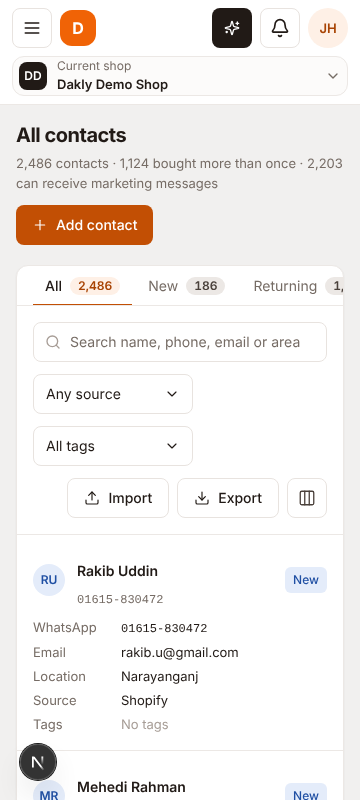 D
JH
DD
Current shop
Dakly Demo Shop
All contacts
2,486 contacts · 1,124 bought more than once · 2,203
can receive marketing messages
+ Add contact
All 2,486 New 186 Returning 1,
Search name, phone, email or area
Any source
All tags
Import Export
RU
Rakib Uddin
New
01615-830472
WhatsApp 01615-830472
Email rakib.u@gmail.com
Location Narayanganj
Source Shopify
Tags No tags
N
MR
Mehedi Rahman
New